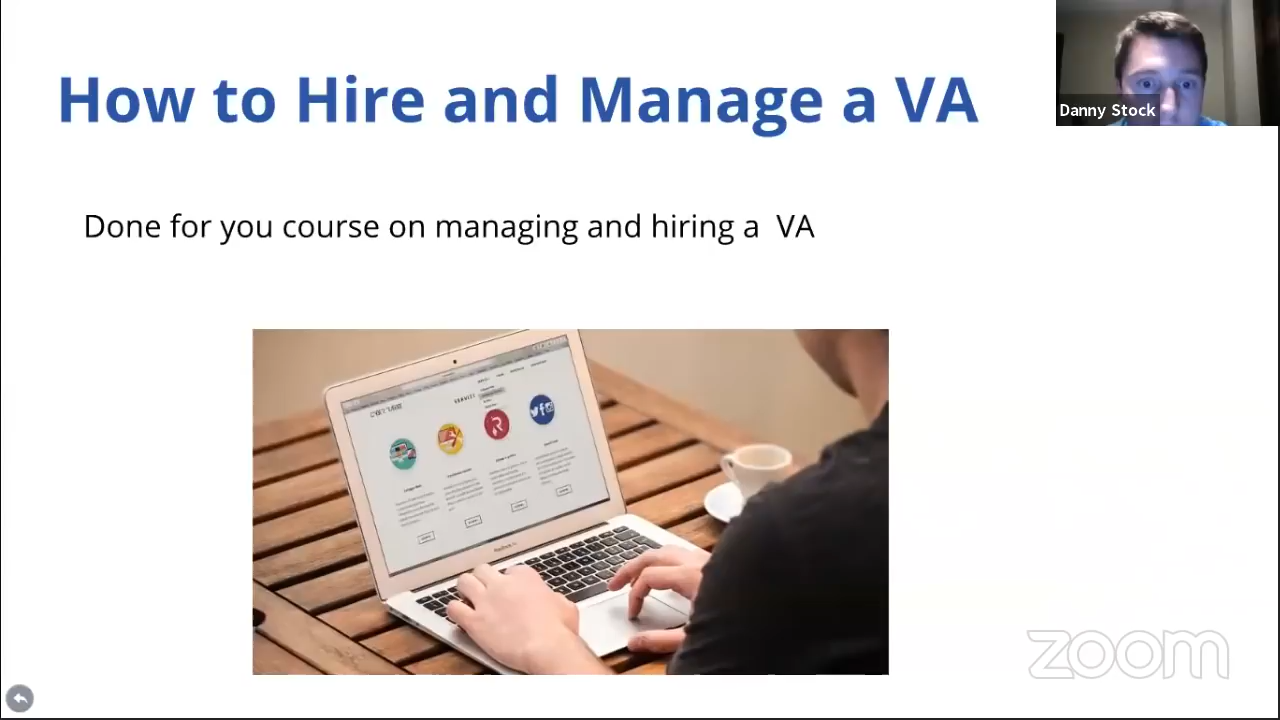 How to Hire and Manage a VA
Danny Stock
Done for you course on managing and hiring a VA
zoom